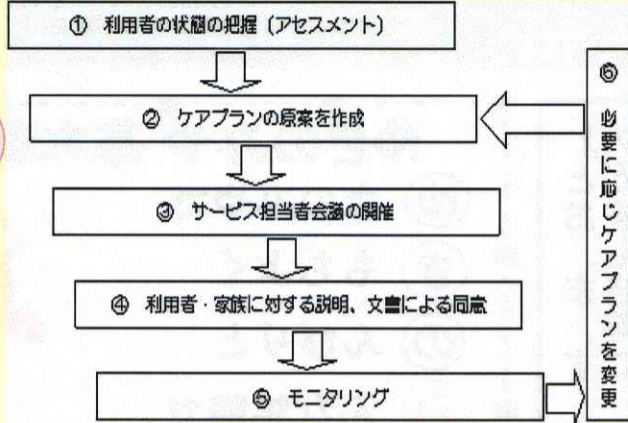 ① 利用者の状態の把握（アセスメント）
② ケアプランの原案を作成
③ サービス担当者会議の開催
④ 利用者・家族に対する説明、文書による同意
⑤ モニタリング
⑥ 必要に応じケアプランを変更